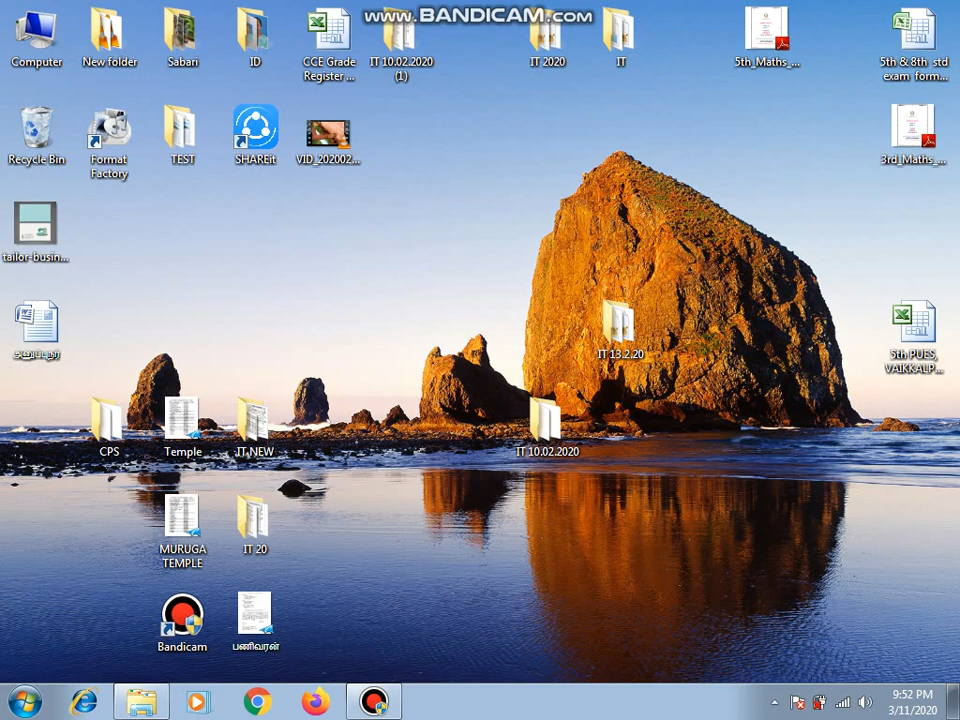 www.BANDICAM.com
Computer
New folder
Sabari
ID
CCE Grade
Register ...
IT 10.02.2020
(1)
IT 2020
IT
5th_Maths_...
5th & 8th std
exam form...
Recycle Bin
Format
Factory
TEST
SHAREit
VID_202002...
3rd_Maths_...
tailor-busin...
IT 13.2.20
5th PUES,
VAIKKALP...
CPS
Temple
IT NEW
IT 10.02.2020
MURUGA
TEMPLE
IT 20
Bandicam
பணிவரன்
9:52 PM
3/11/2020